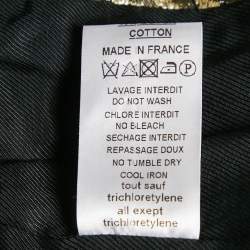 COTTON
MADE IN FRANCE
P
LAVAGE INTERDIT
DO NOT WASH
CHLORE INTERDIT
NO BLEACH
SECHAGE INTERDIT
REPASSAGE DOUX
NO TUMBLE DRY
COOL IRON
tout sauf
trichloretylene
all exept
trichloretylene